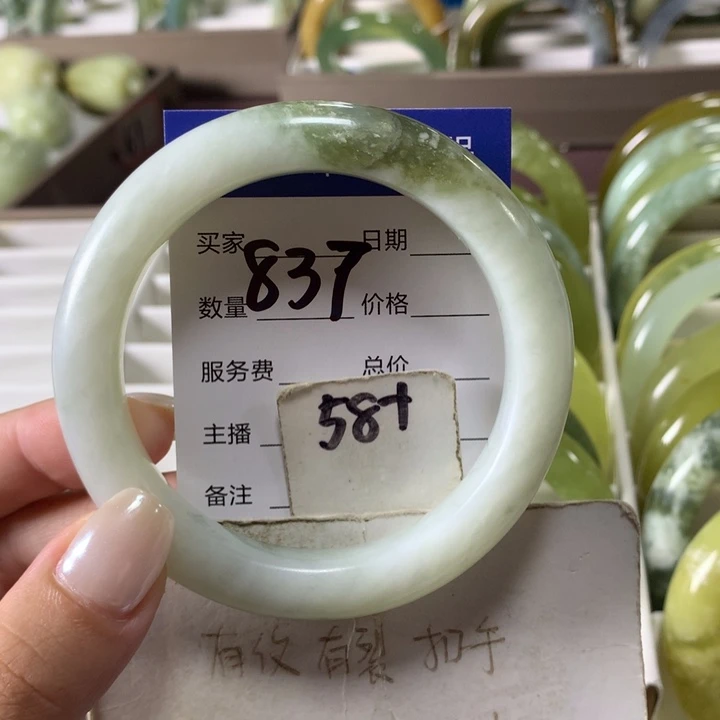 买家 837 日期
数量 价格
服务费 总价
58+
主播
备注
有纹 有裂 扣手